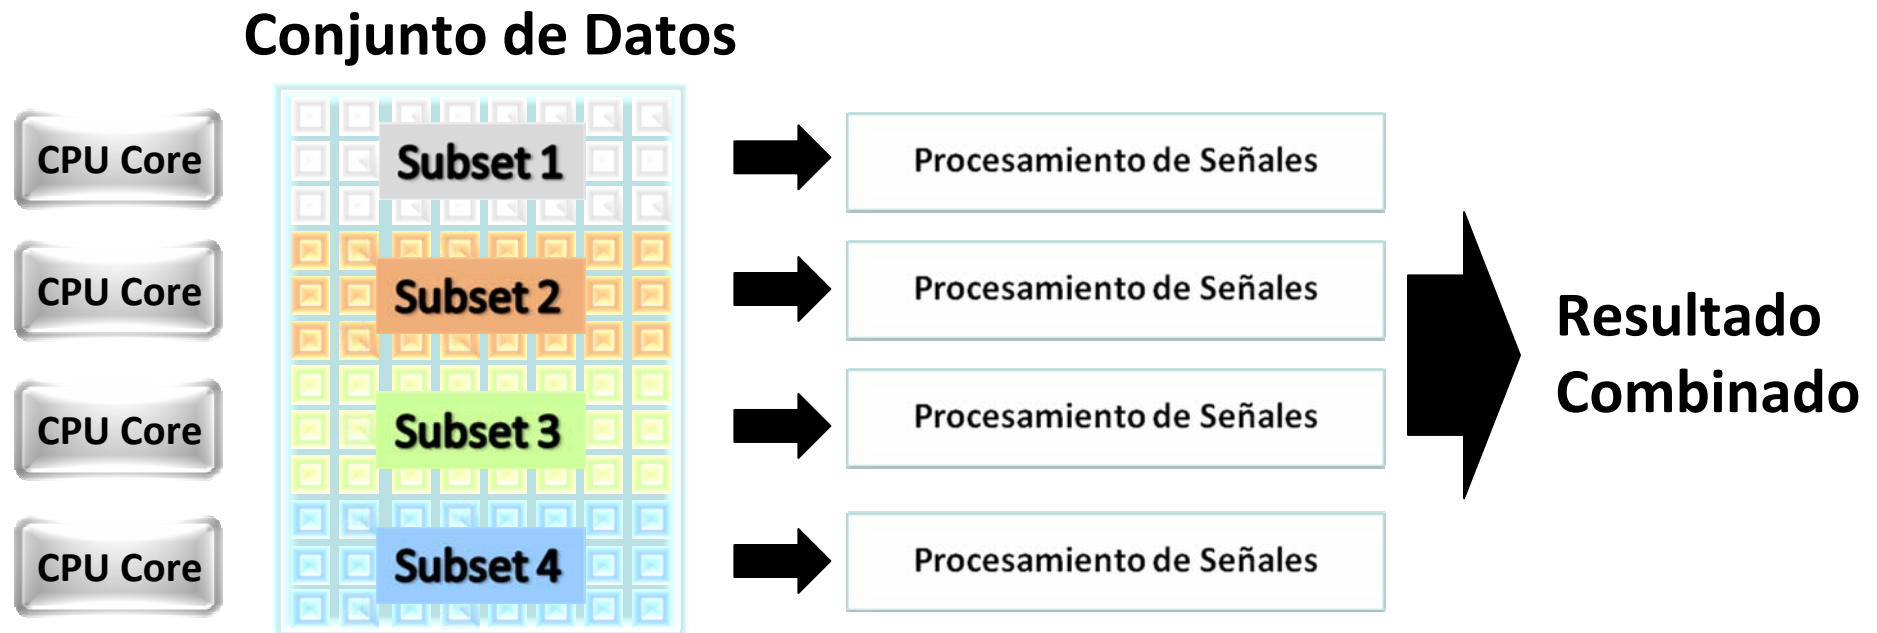 Conjunto de Datos
CPU Core
Subset 1
Procesamiento de Señales
CPU Core
Subset 2
Procesamiento de Señales
CPU Core
Subset 3
Procesamiento de Señales
CPU Core
Subset 4
Procesamiento de Señales
Resultado
Combinado